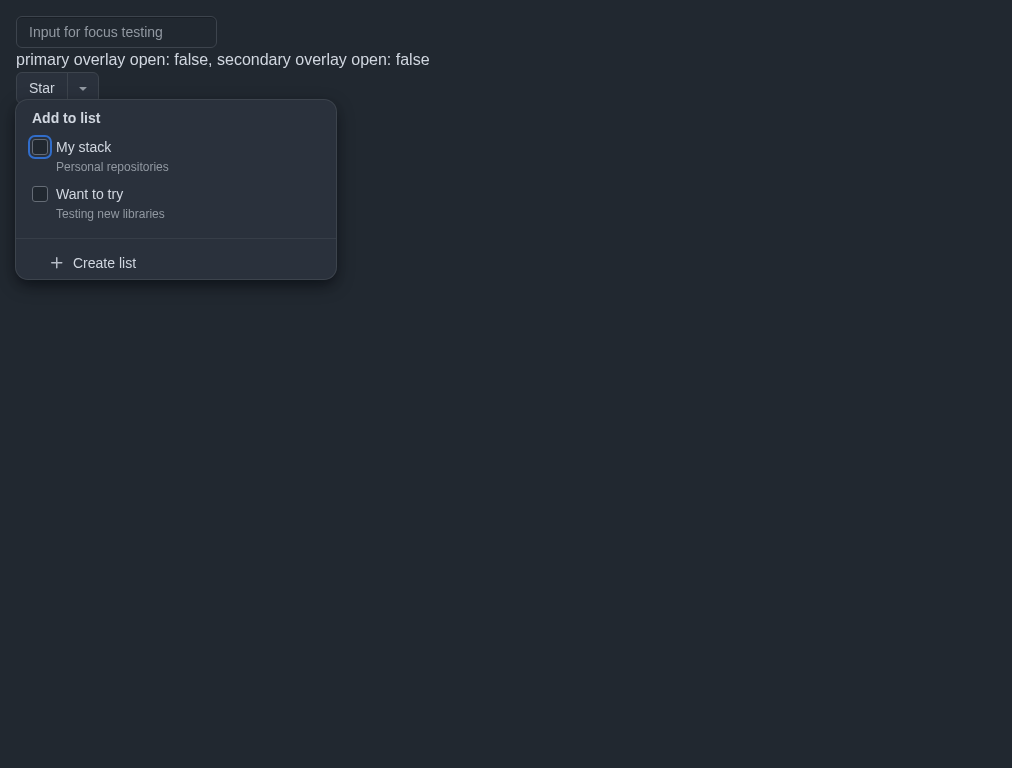 Input for focus testing
primary overlay open: false, secondary overlay open: false
Star
Add to list
My stack
Personal repositories
Want to try
Testing new libraries
Create list